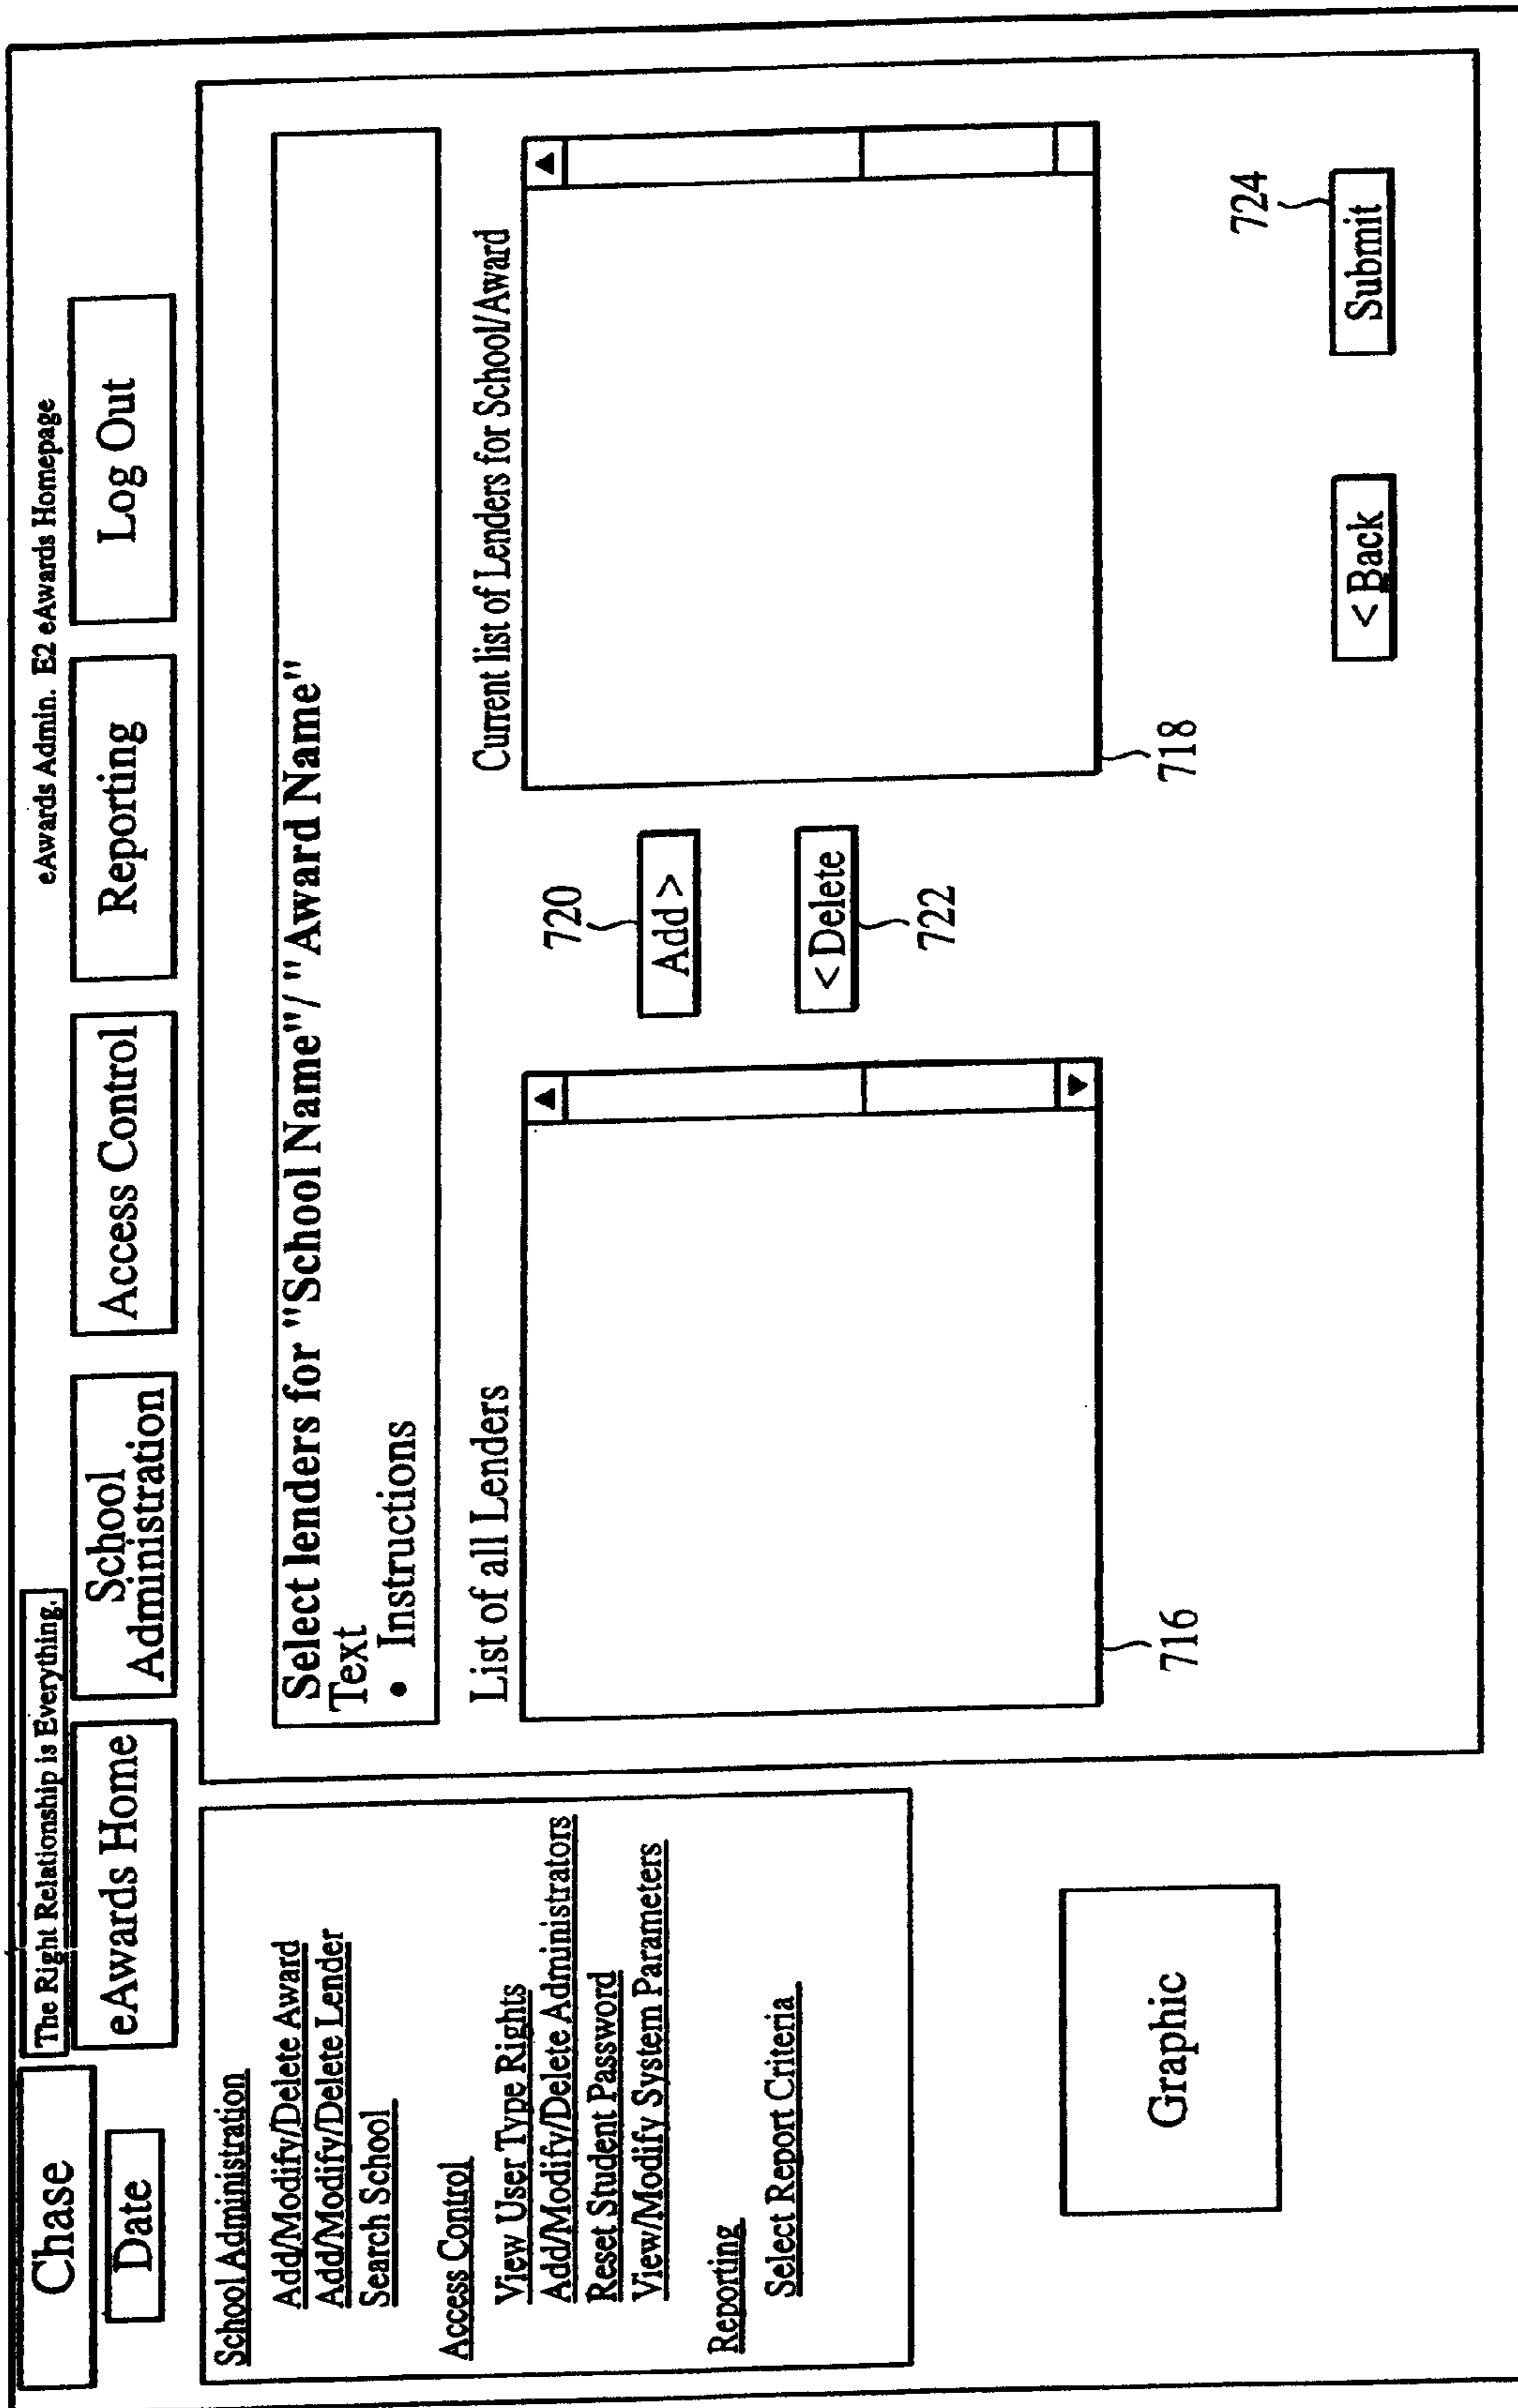 eAwards Admin. E2 eAwards Homepage
Chase
The Right Relationship is Everything.
Date
eAwards Home
School
Administration
Access Control
Reporting
Log Out
School Administration
Add/Modify/Delete Award
Add/Modify/Delete Lender
Search School
Access Control
View User Type Rights
Add/Modify/Delete Administrators
Reset Student Password
View/Modify System Parameters
Reporting
Select Report Criteria
Graphic
Select lenders for "School Name"/ "Award Name"
Text
• Instructions
List of all Lenders
716
720
Add >
< Delete
722
Current list of Lenders for School/Award
718
724
< Back
Submit